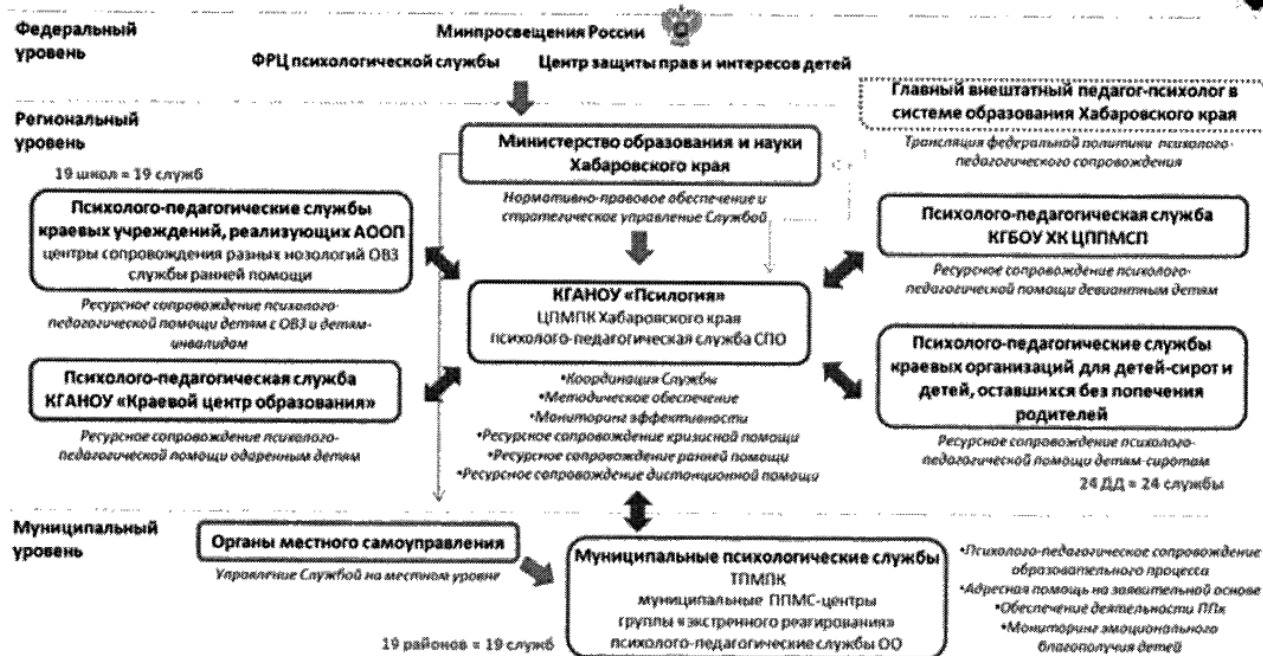 Федеральный
уровень
Минпросвещения России
ФРЦ психологической службы
Центр защиты прав и интересов детей
Региональный
уровень
Министерство образования и науки
Хабаровского края
Нормативно-правовое обеспечение и
стратегическое управление Службой
Главный внештатный педагог-психолог в
системе образования Хабаровского края
Трансляция федеральной политики психолого-
педагогического сопровождения
19 школ = 19 служб
Психолого-педагогические службы
краевых учреждений, реализующих АООП
центры сопровождения разных нозологий ОВЗ
службы ранней помощи
Ресурсное сопровождение психолого-
педагогической помощи детям с ОВЗ и детям-
инвалидам
Психолого-педагогическая служба
КГАНОУ «Краевой центр образования»
Ресурсное сопровождение психолого-
педагогической помощи одаренным детям
КГАНОУ «Псилогия»
ЦПМПК Хабаровского края
психолого-педагогическая служба СПО
•Координация Службы
•Методическое обеспечение
•Мониторинг эффективности
•Ресурсное сопровождение кризисной помощи
•Ресурсное сопровождение ранней помощи
•Ресурсное сопровождение дистанционной помощи
Психолого-педагогическая служба
КГБОУ ХК ЦППМСП
Ресурсное сопровождение психолого-
педагогической помощи девиантным детям
Психолого-педагогические службы
краевых организаций для детей-сирот и
детей, оставшихся без попечения
родителей
Ресурсное сопровождение психолого-
педагогической помощи детям-сиротам
24 ДД = 24 службы
Муниципальный
уровень
Органы местного самоуправления
Управление Службой на местном уровне
19 районов = 19 служб
Муниципальные психологические службы
ТПМПК
муниципальные ППМС-центры
группы «экстренного реагирования»
психолого-педагогические службы ОО
•Психолого-педагогическое сопровождение
образовательного процесса
•Адресная помощь на заявительной основе
•Обеспечение деятельности ППк
•Мониторинг эмоционального
благополучия детей